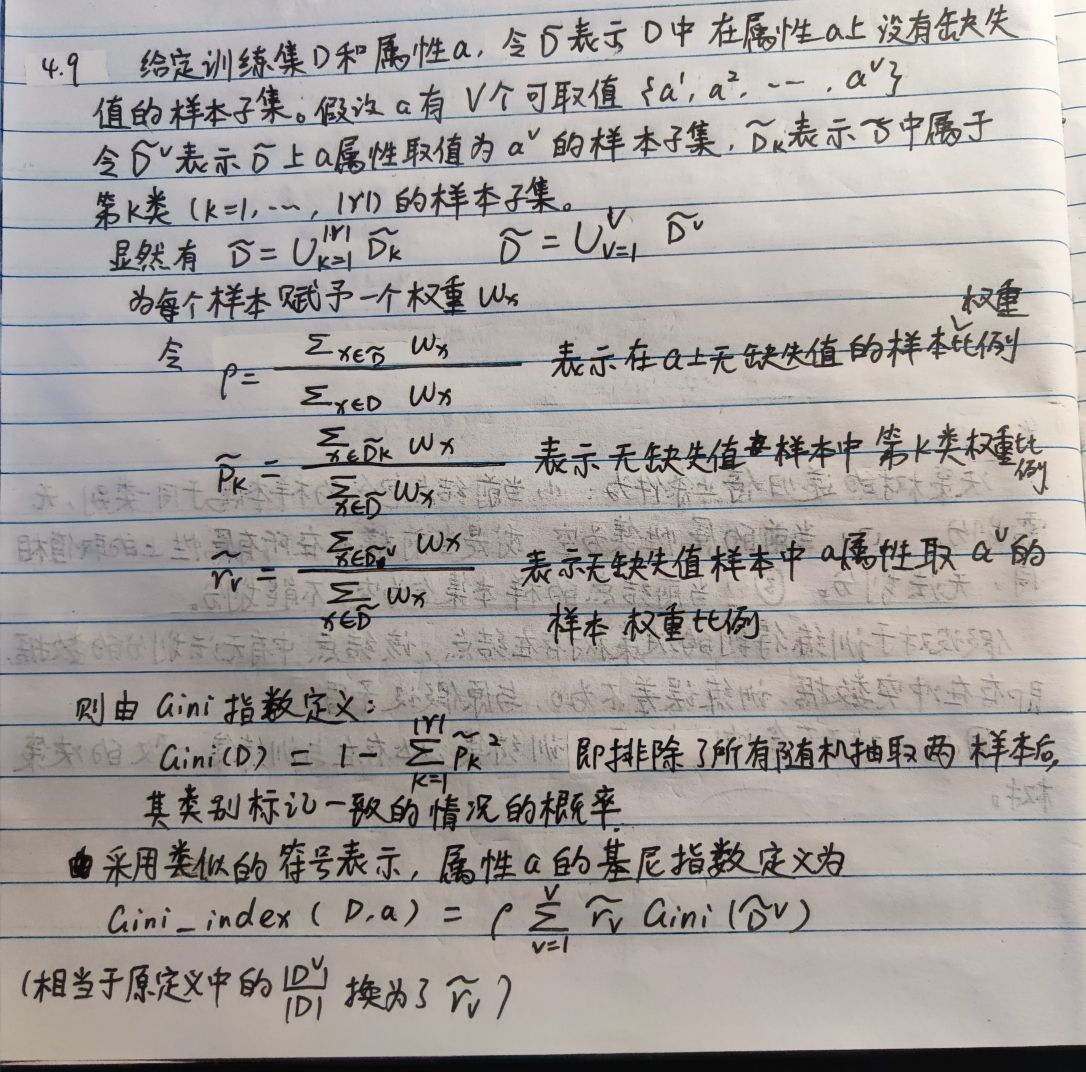 4.9 给定训练集D和属性a，令D̃表示D中在属性a上没有缺失
值的样本子集。假设a有V个可取值{a¹, a², ···, aᵛ}
令D̃ᵛ表示D̃上a属性取值为aᵛ的样本子集，D̃ₖ表示D̃中属于
第k类（k=1, ···, |γ|）的样本子集。
显然有 D̃ = ∪_{k=1}^{|γ|} D̃ₖ D̃ = ∪_{v=1}^{V} D̃ᵛ
为每个样本赋予一个权重 wₓ
令 ρ = Σ_{x∈D̃} wₓ / Σ_{x∈D} wₓ 表示在a上无缺失值的样本权重比例
p̃ₖ = Σ_{x∈D̃ₖ} wₓ / Σ_{x∈D̃} wₓ 表示无缺失值样本中第k类权重比例
r̃ᵥ = Σ_{x∈D̃ᵛ} wₓ / Σ_{x∈D̃} wₓ 表示无缺失值样本中a属性取aᵛ的
样本权重比例
则由Gini指数定义：
Gini(D) = 1 - Σ_{k=1}^{|γ|} p̃ₖ² 即排除了所有随机抽取两样本后，
其类别标记一致的情况的概率
采用类似的符号表示，属性a的基尼指数定义为
Gini_index(D,a) = ρ Σ_{v=1}^{V} r̃ᵥ Gini(D̃ᵛ)
（相当于原定义中的 |Dᵛ|/|D| 换为了 r̃ᵥ）